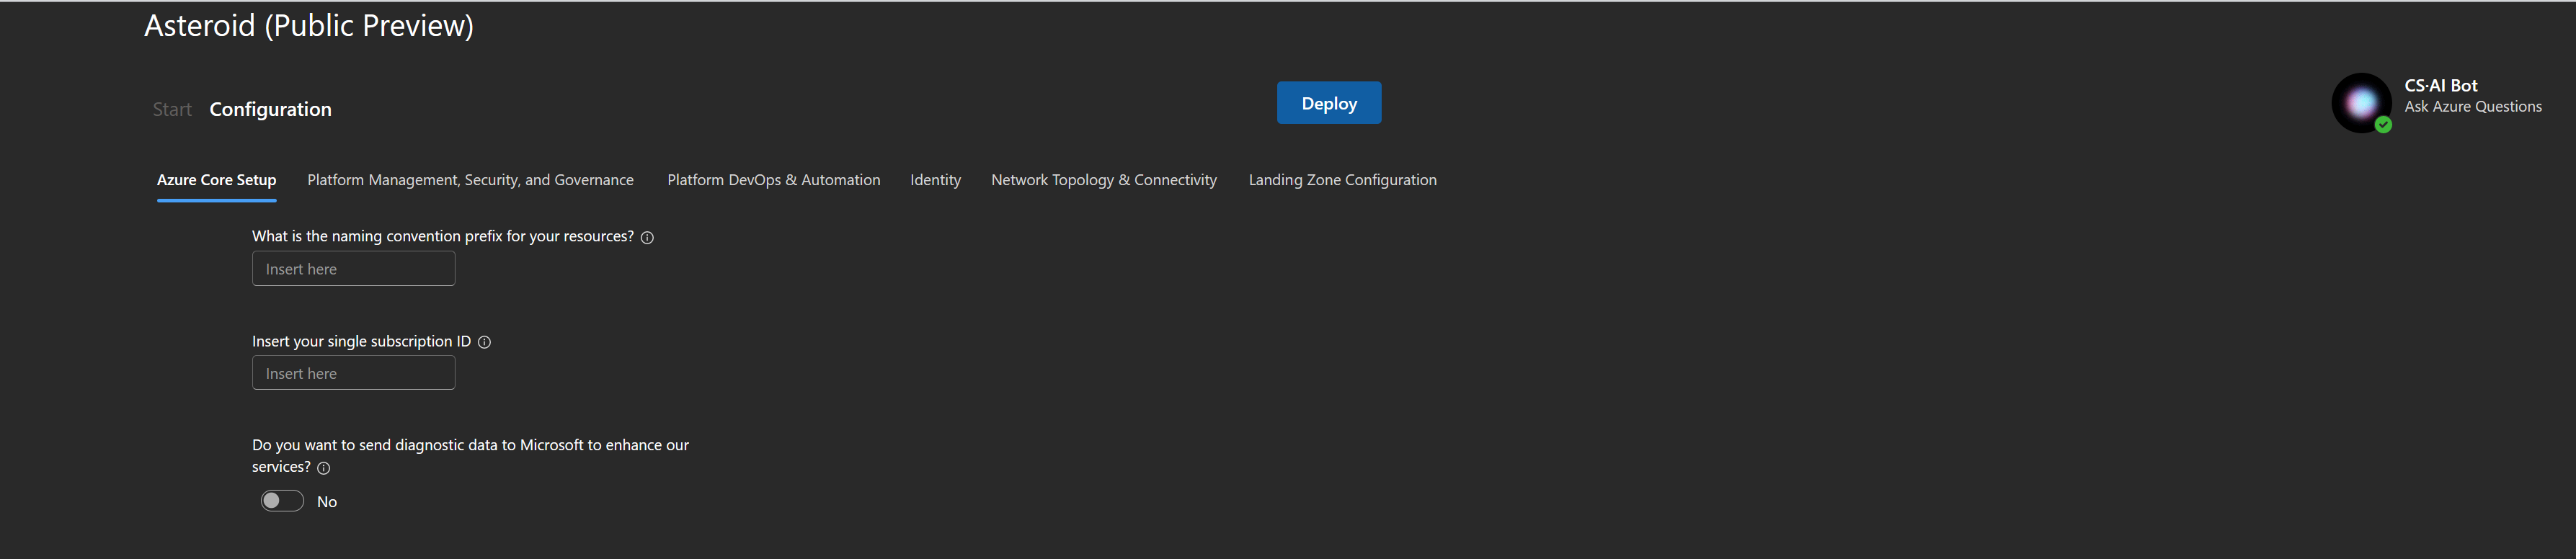 Asteroid (Public Preview)
Start Configuration
Deploy
CS·AI Bot
Ask Azure Questions
Azure Core Setup Platform Management, Security, and Governance Platform DevOps & Automation Identity Network Topology & Connectivity Landing Zone Configuration
What is the naming convention prefix for your resources?
Insert here
Insert your single subscription ID
Insert here
Do you want to send diagnostic data to Microsoft to enhance our
services?
No